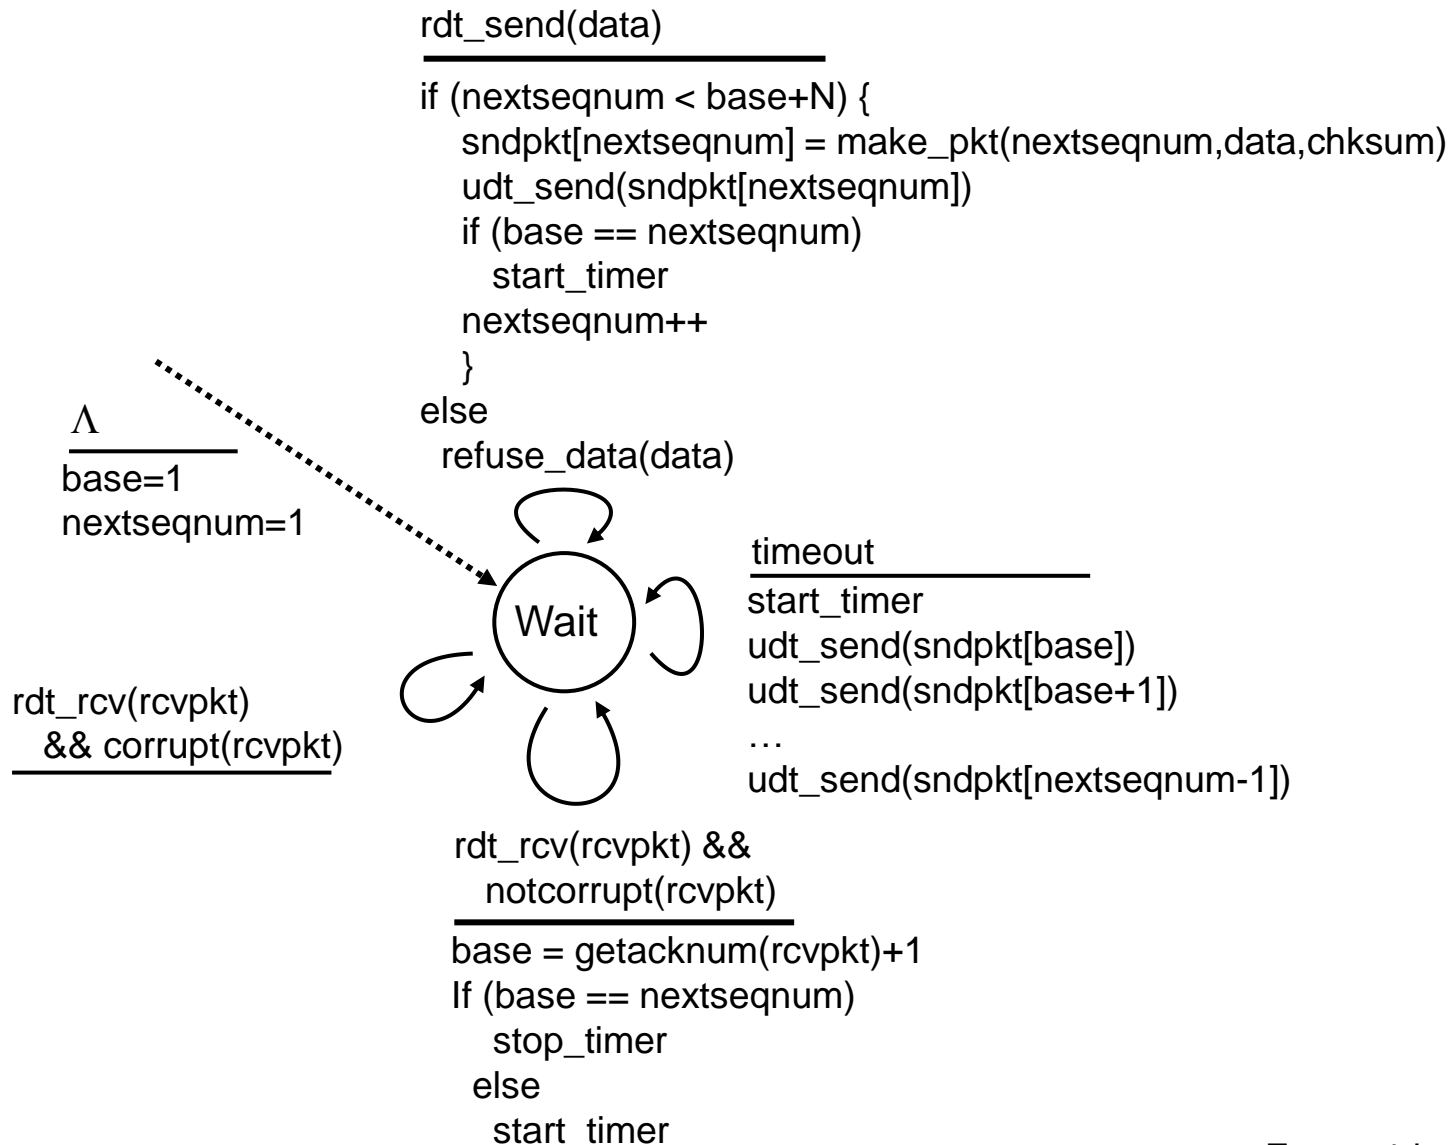 rdt_send(data)
if (nextseqnum < base+N) {
sndpkt[nextseqnum] = make_pkt(nextseqnum,data,chksum)
udt_send(sndpkt[nextseqnum])
if (base == nextseqnum)
start_timer
nextseqnum++
}
else
refuse_data(data)
Λ
base=1
nextseqnum=1
Wait
timeout
start_timer
udt_send(sndpkt[base])
udt_send(sndpkt[base+1])
…
udt_send(sndpkt[nextseqnum-1])
rdt_rcv(rcvpkt)
&& corrupt(rcvpkt)
rdt_rcv(rcvpkt) &&
notcorrupt(rcvpkt)
base = getacknum(rcvpkt)+1
If (base == nextseqnum)
stop_timer
else
start_timer